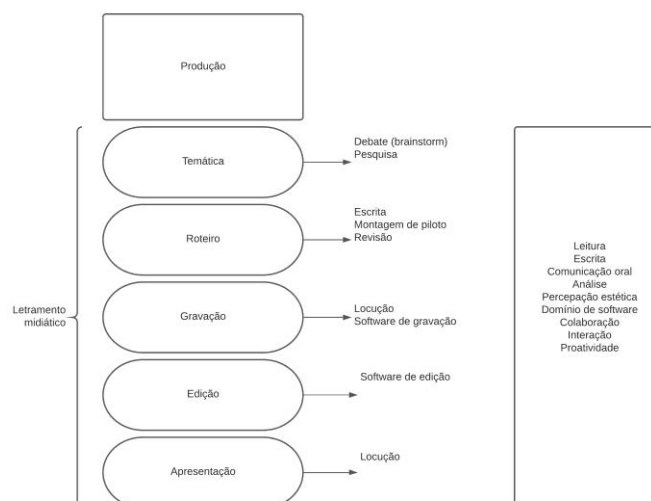 Produção
Temática
Debate (brainstorm)
Pesquisa
Roteiro
Escrita
Montagem de piloto
Revisão
Letramento
midiático
Gravação
Locução
Software de gravação
Edição
Software de edição
Apresentação
Locução
Leitura
Escrita
Comunicação oral
Análise
Percepação estética
Domínio de software
Colaboração
Interação
Proatividade